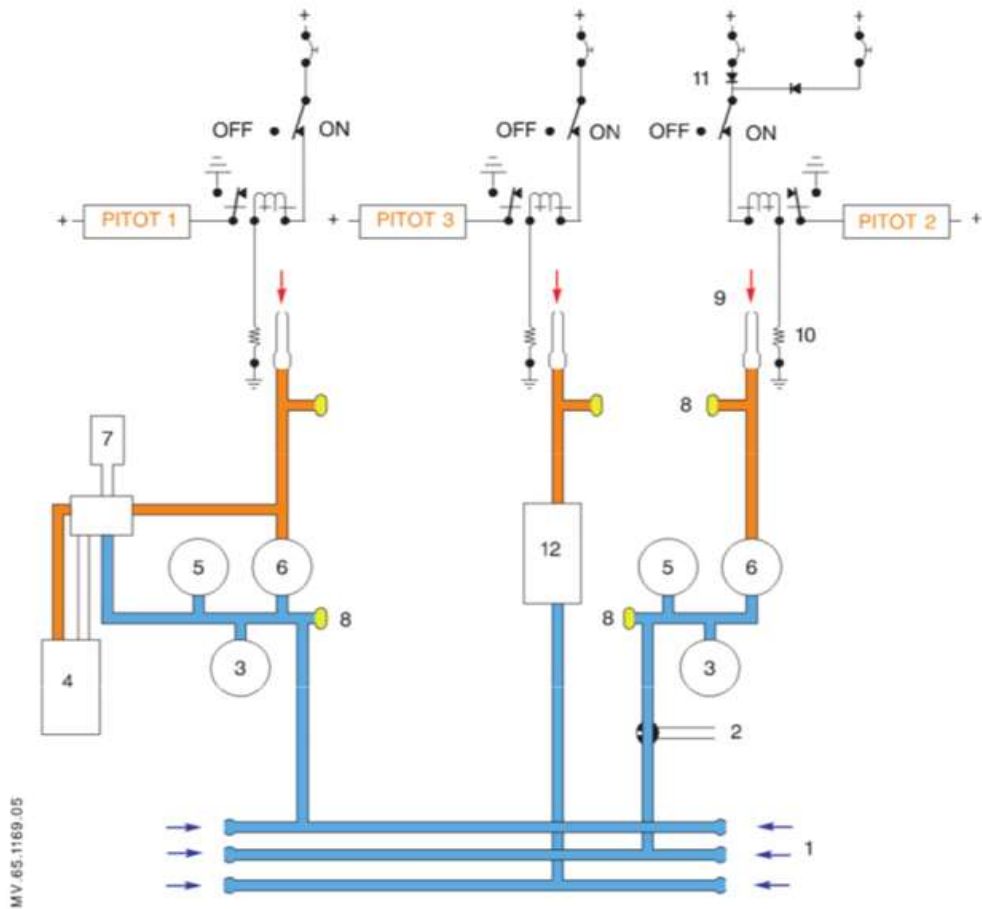 + + + +
11
OFF ON OFF ON OFF ON
+ PITOT 1 + PITOT 3 PITOT 2 +
9
10
8
7
12
5 6 5 6
8 8
3 3
4
2
1
MV.65.1169.05